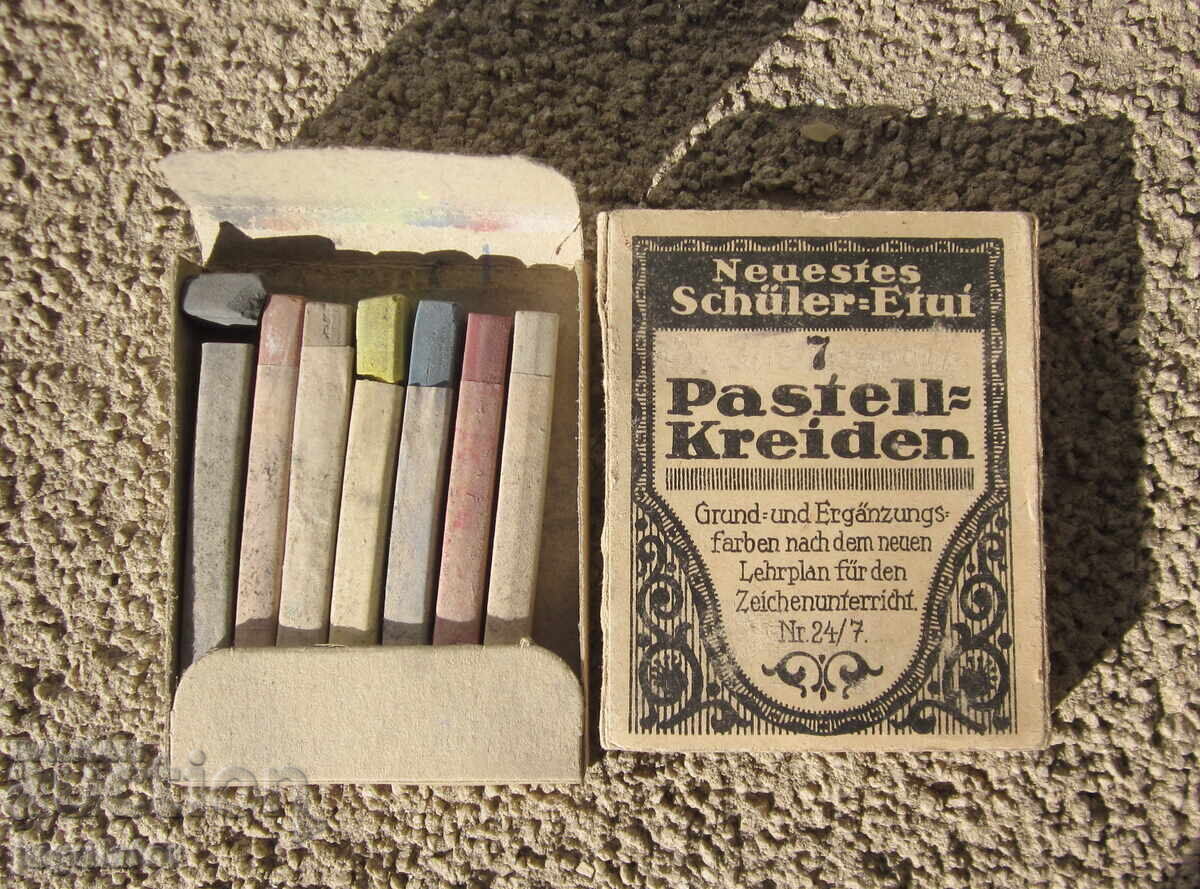 Neuestes
Schüler=Etui
7
Pastell=
Kreiden
Grund=und Ergänzungs=
farben nach dem neuen
Lehrplan für den
Zeichenunterricht.
Nr. 24/7.
auction